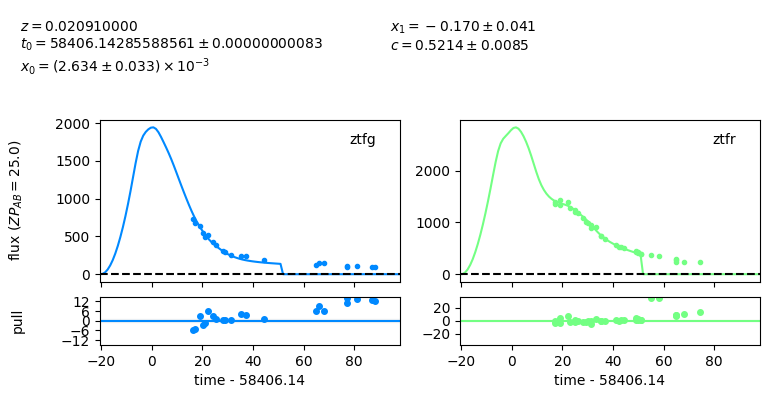 z = 0.020910000
t₀ = 58406.14285588561 ± 0.00000000083
x₀ = (2.634 ± 0.033) × 10⁻³
x₁ = −0.170 ± 0.041
c = 0.5214 ± 0.0085
flux (ZP_AB = 25.0)
2000
1500
1000
500
0
ztfg
2000
1000
0
ztfr
pull
12
6
0
−6
−12
20
0
−20
−20 0 20 40 60 80
−20 0 20 40 60 80
time - 58406.14
time - 58406.14